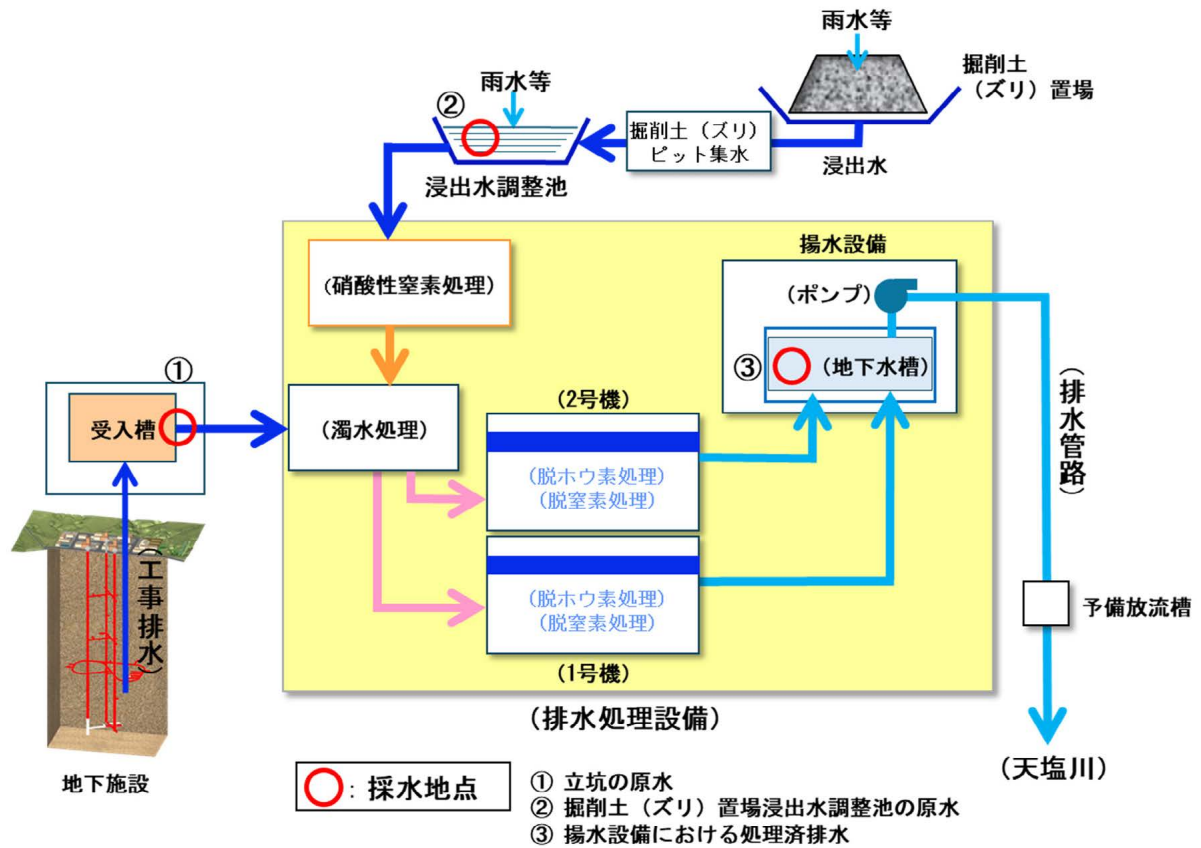 雨水等
掘削土
（ズリ）置場
雨水等
②
掘削土（ズリ）
ピット集水
浸出水
浸出水調整池
揚水設備
（硝酸性窒素処理）
（ポンプ）
①
③
（地下水槽）
（排水管路）
受入槽
（濁水処理）
（2号機）
（脱ホウ素処理）
（脱窒素処理）
（工事排水）
（脱ホウ素処理）
（脱窒素処理）
予備放流槽
（1号機）
（排水処理設備）
（天塩川）
地下施設
：採水地点
① 立坑の原水
② 掘削土（ズリ）置場浸出水調整池の原水
③ 揚水設備における処理済排水